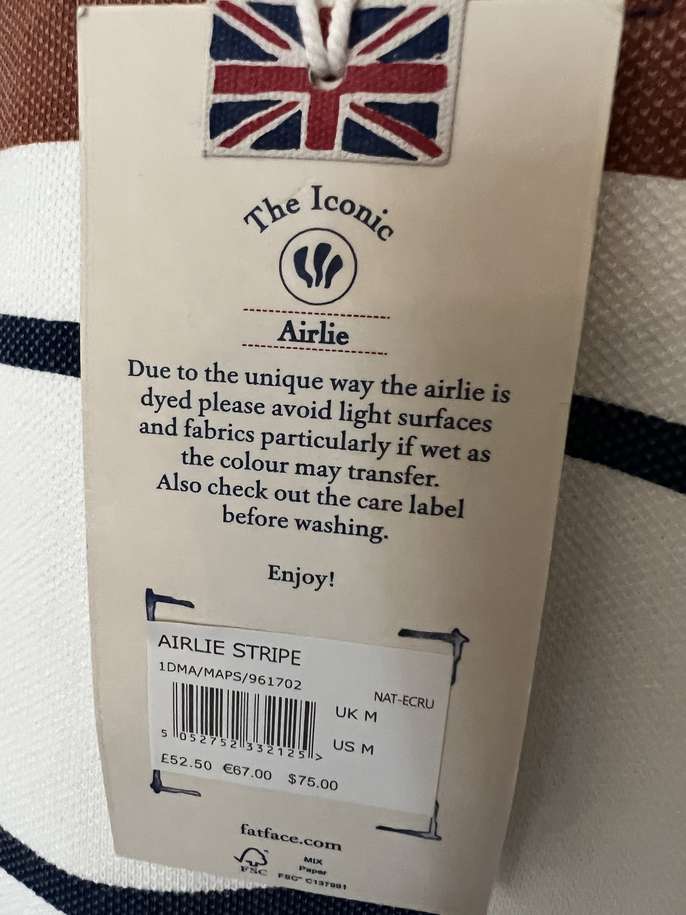 The Iconic
Airlie
Due to the unique way the airlie is
dyed please avoid light surfaces
and fabrics particularly if wet as
the colour may transfer.
Also check out the care label
before washing.
Enjoy!
AIRLIE STRIPE
1DMA/MAPS/961702
NAT-ECRU
UK M
US M
5 052752 332125 >
£52.50 €67.00 $75.00
fatface.com
FSC
MIX
Paper
FSC™ C137991